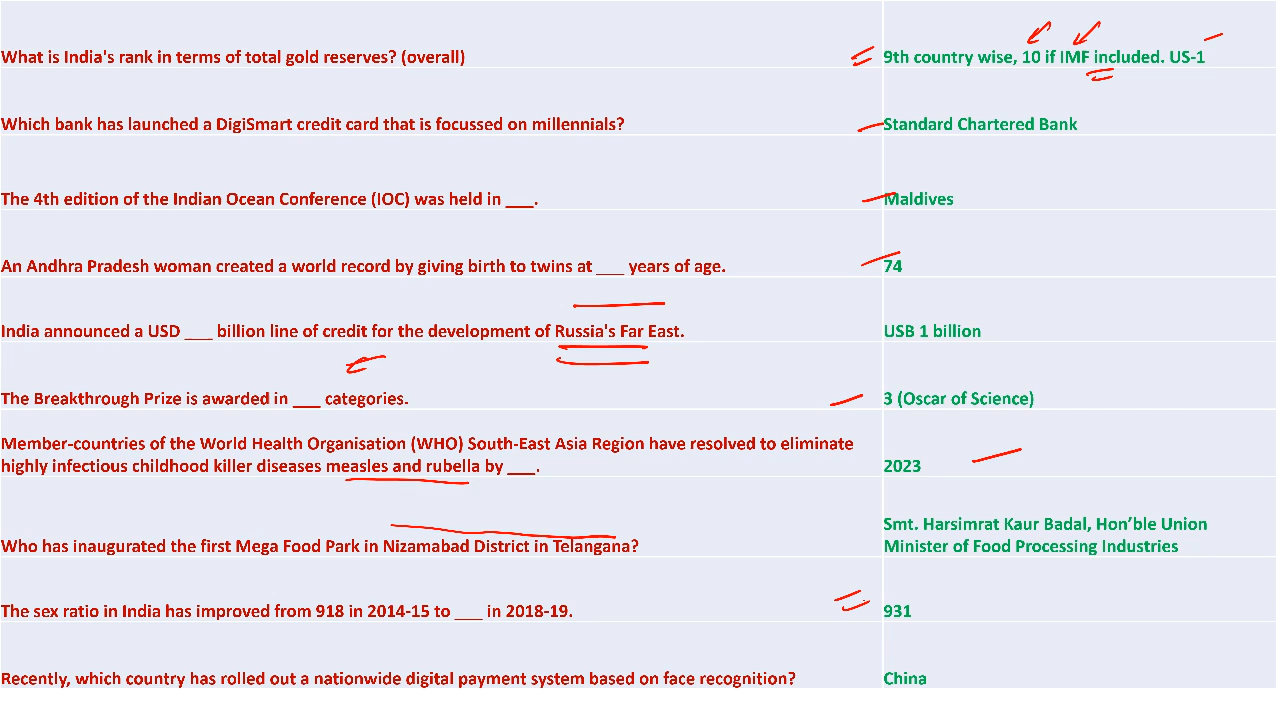 What is India's rank in terms of total gold reserves? (overall)
9th country wise, 10 if IMF included. US-1
Which bank has launched a DigiSmart credit card that is focussed on millennials?
Standard Chartered Bank
The 4th edition of the Indian Ocean Conference (IOC) was held in ___.
Maldives
An Andhra Pradesh woman created a world record by giving birth to twins at ___ years of age.
74
India announced a USD ___ billion line of credit for the development of Russia's Far East.
USB 1 billion
The Breakthrough Prize is awarded in ___ categories.
3 (Oscar of Science)
Member-countries of the World Health Organisation (WHO) South-East Asia Region have resolved to eliminate
highly infectious childhood killer diseases measles and rubella by ___.
2023
Who has inaugurated the first Mega Food Park in Nizamabad District in Telangana?
Smt. Harsimrat Kaur Badal, Hon’ble Union
Minister of Food Processing Industries
The sex ratio in India has improved from 918 in 2014-15 to ___ in 2018-19.
931
Recently, which country has rolled out a nationwide digital payment system based on face recognition?
China